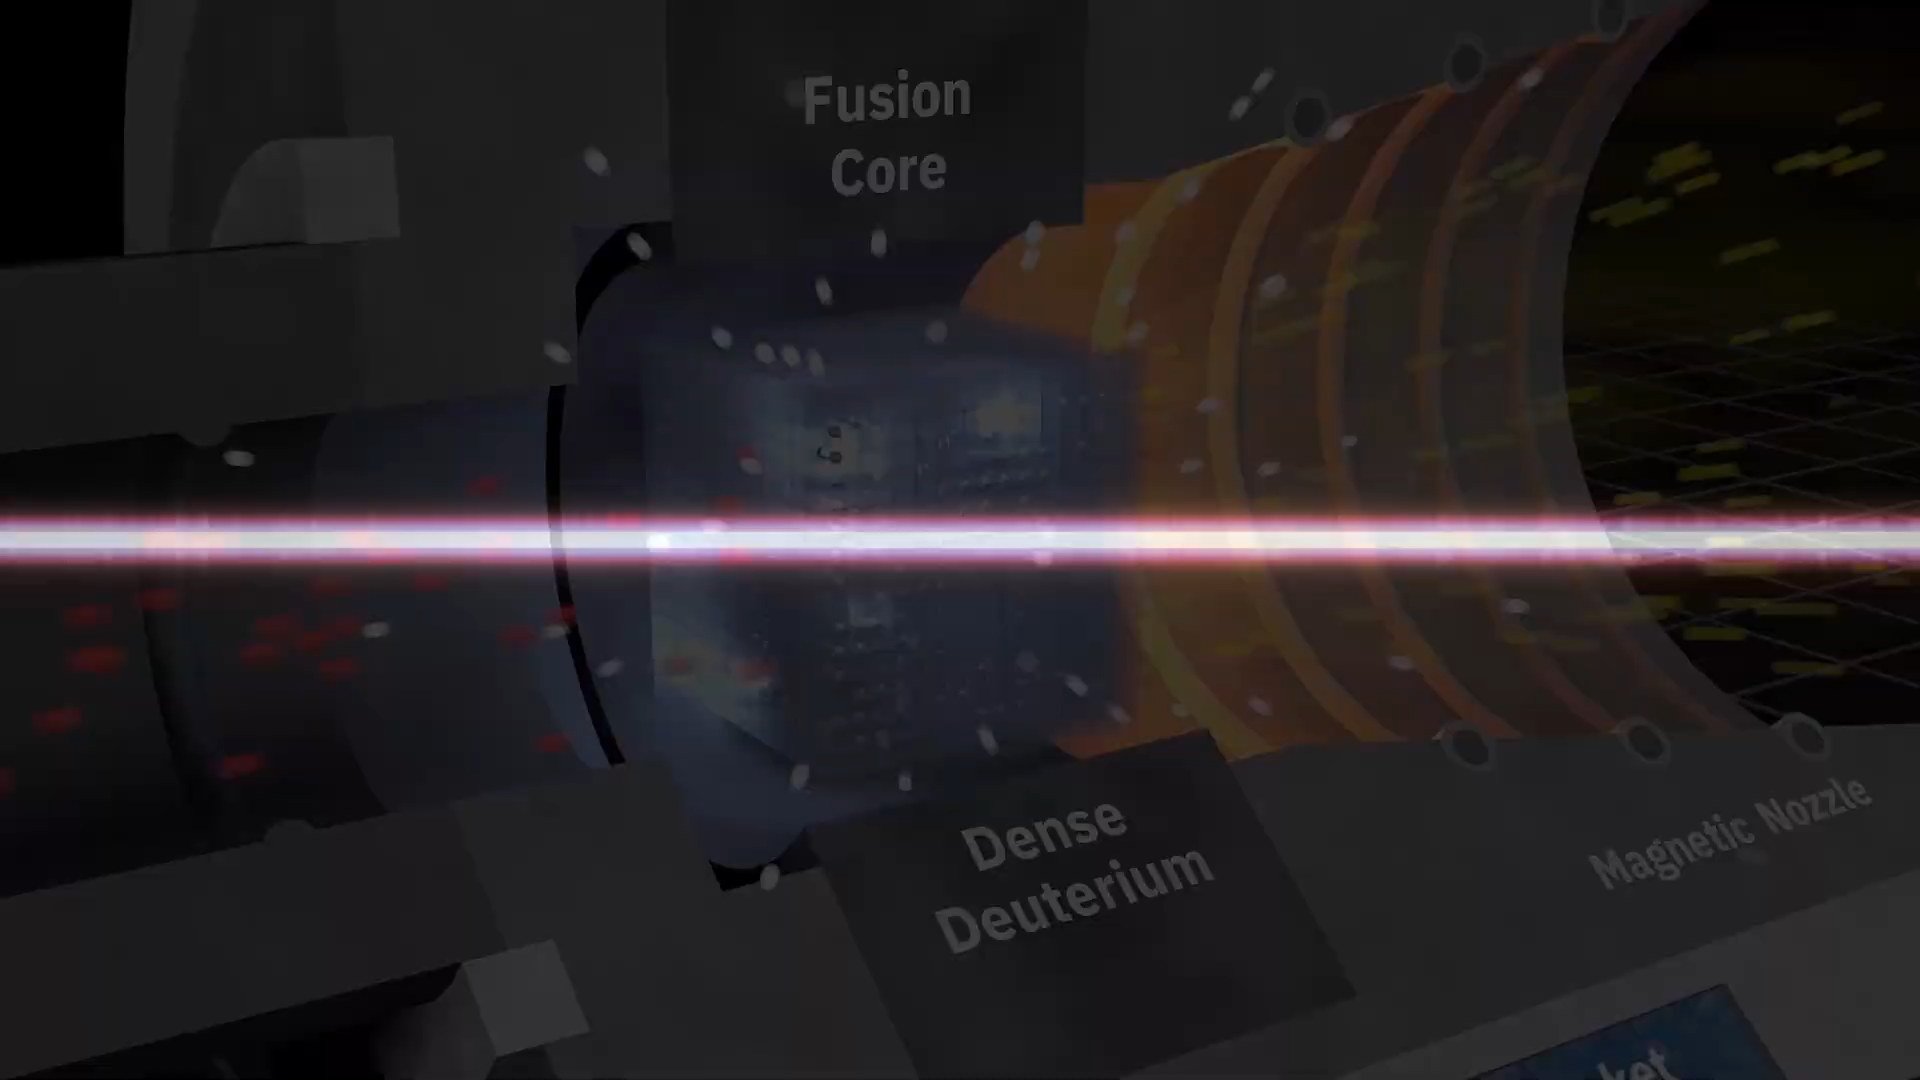 Fusion
Core
Dense
Deuterium
Magnetic Nozzle